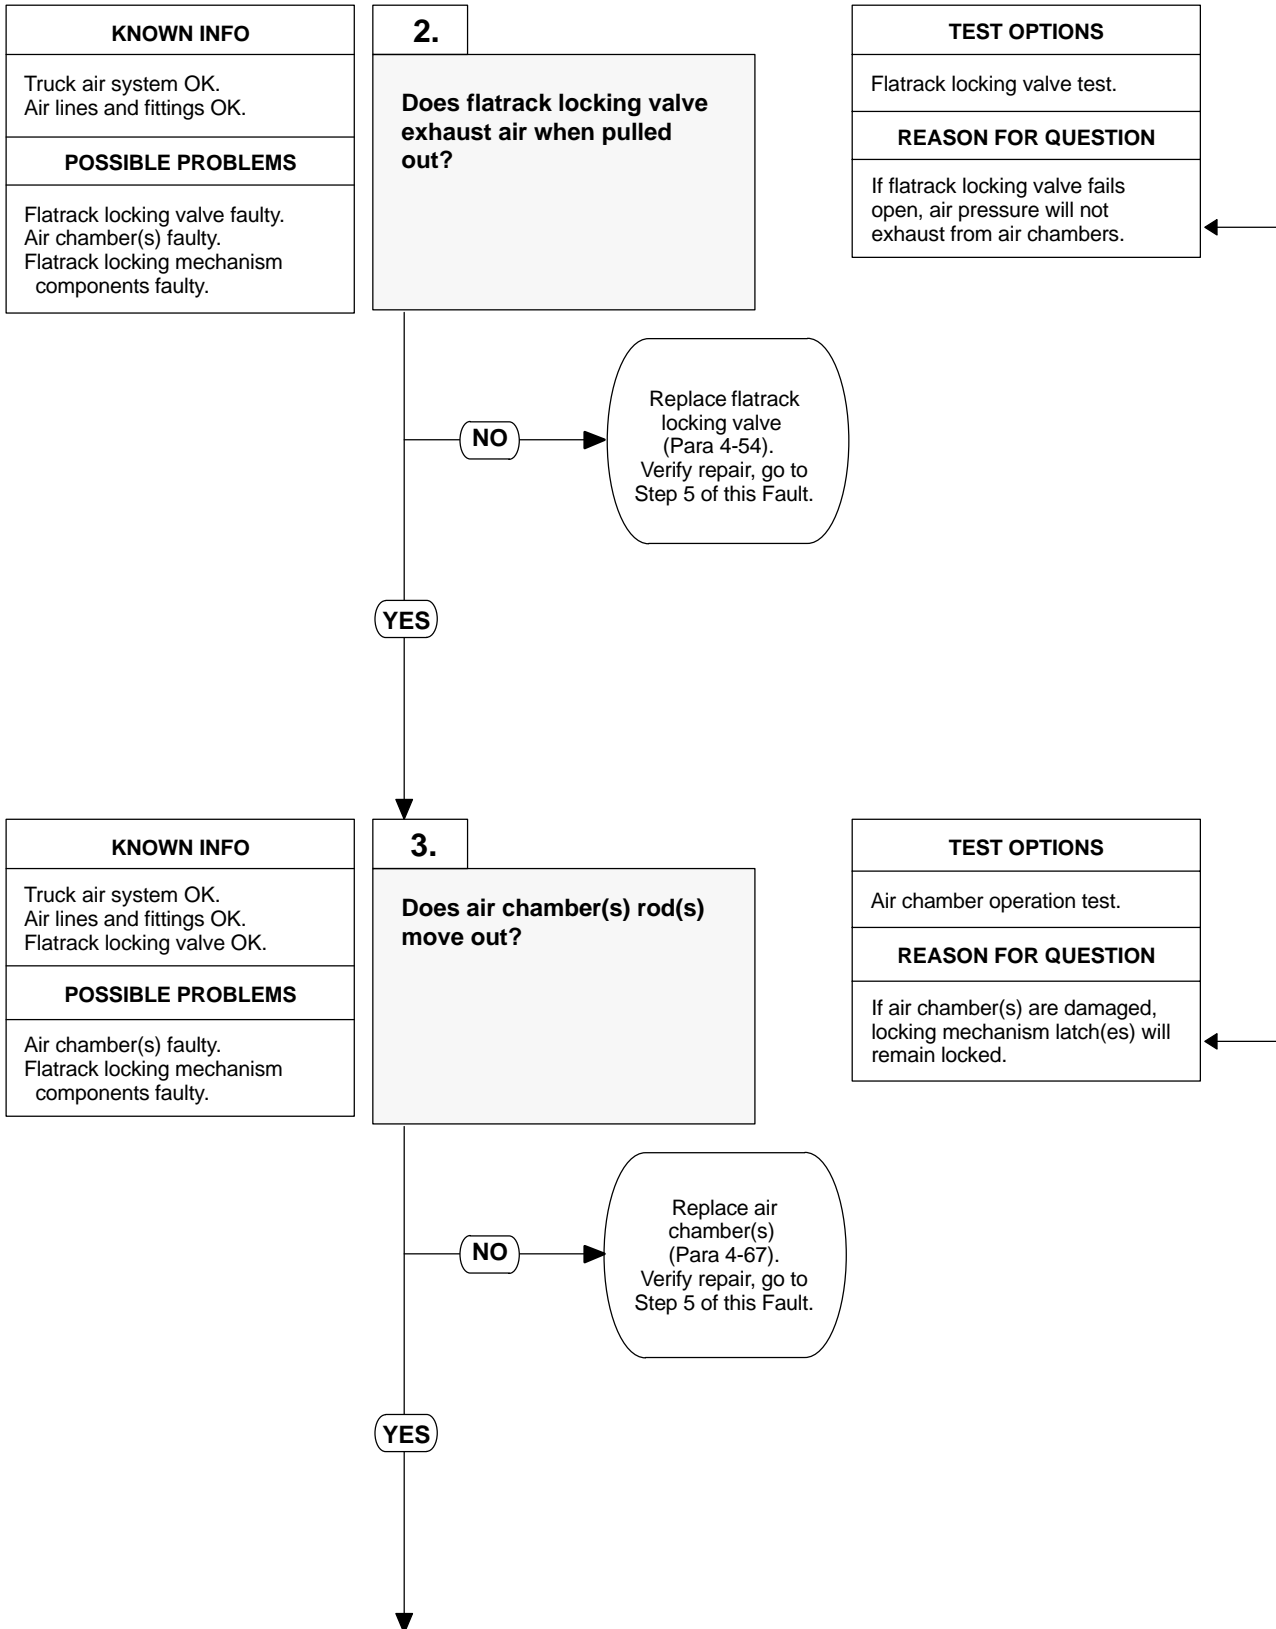 KNOWN INFO
Truck air system OK.
Air lines and fittings OK.
POSSIBLE PROBLEMS
Flatrack locking valve faulty.
Air chamber(s) faulty.
Flatrack locking mechanism
components faulty.
2.
Does flatrack locking valve
exhaust air when pulled
out?
TEST OPTIONS
Flatrack locking valve test.
REASON FOR QUESTION
If flatrack locking valve fails
open, air pressure will not
exhaust from air chambers.
NO
Replace flatrack
locking valve
(Para 4-54).
Verify repair, go to
Step 5 of this Fault.
YES
KNOWN INFO
Truck air system OK.
Air lines and fittings OK.
Flatrack locking valve OK.
POSSIBLE PROBLEMS
Air chamber(s) faulty.
Flatrack locking mechanism
components faulty.
3.
Does air chamber(s) rod(s)
move out?
TEST OPTIONS
Air chamber operation test.
REASON FOR QUESTION
If air chamber(s) are damaged,
locking mechanism latch(es) will
remain locked.
NO
Replace air
chamber(s)
(Para 4-67).
Verify repair, go to
Step 5 of this Fault.
YES